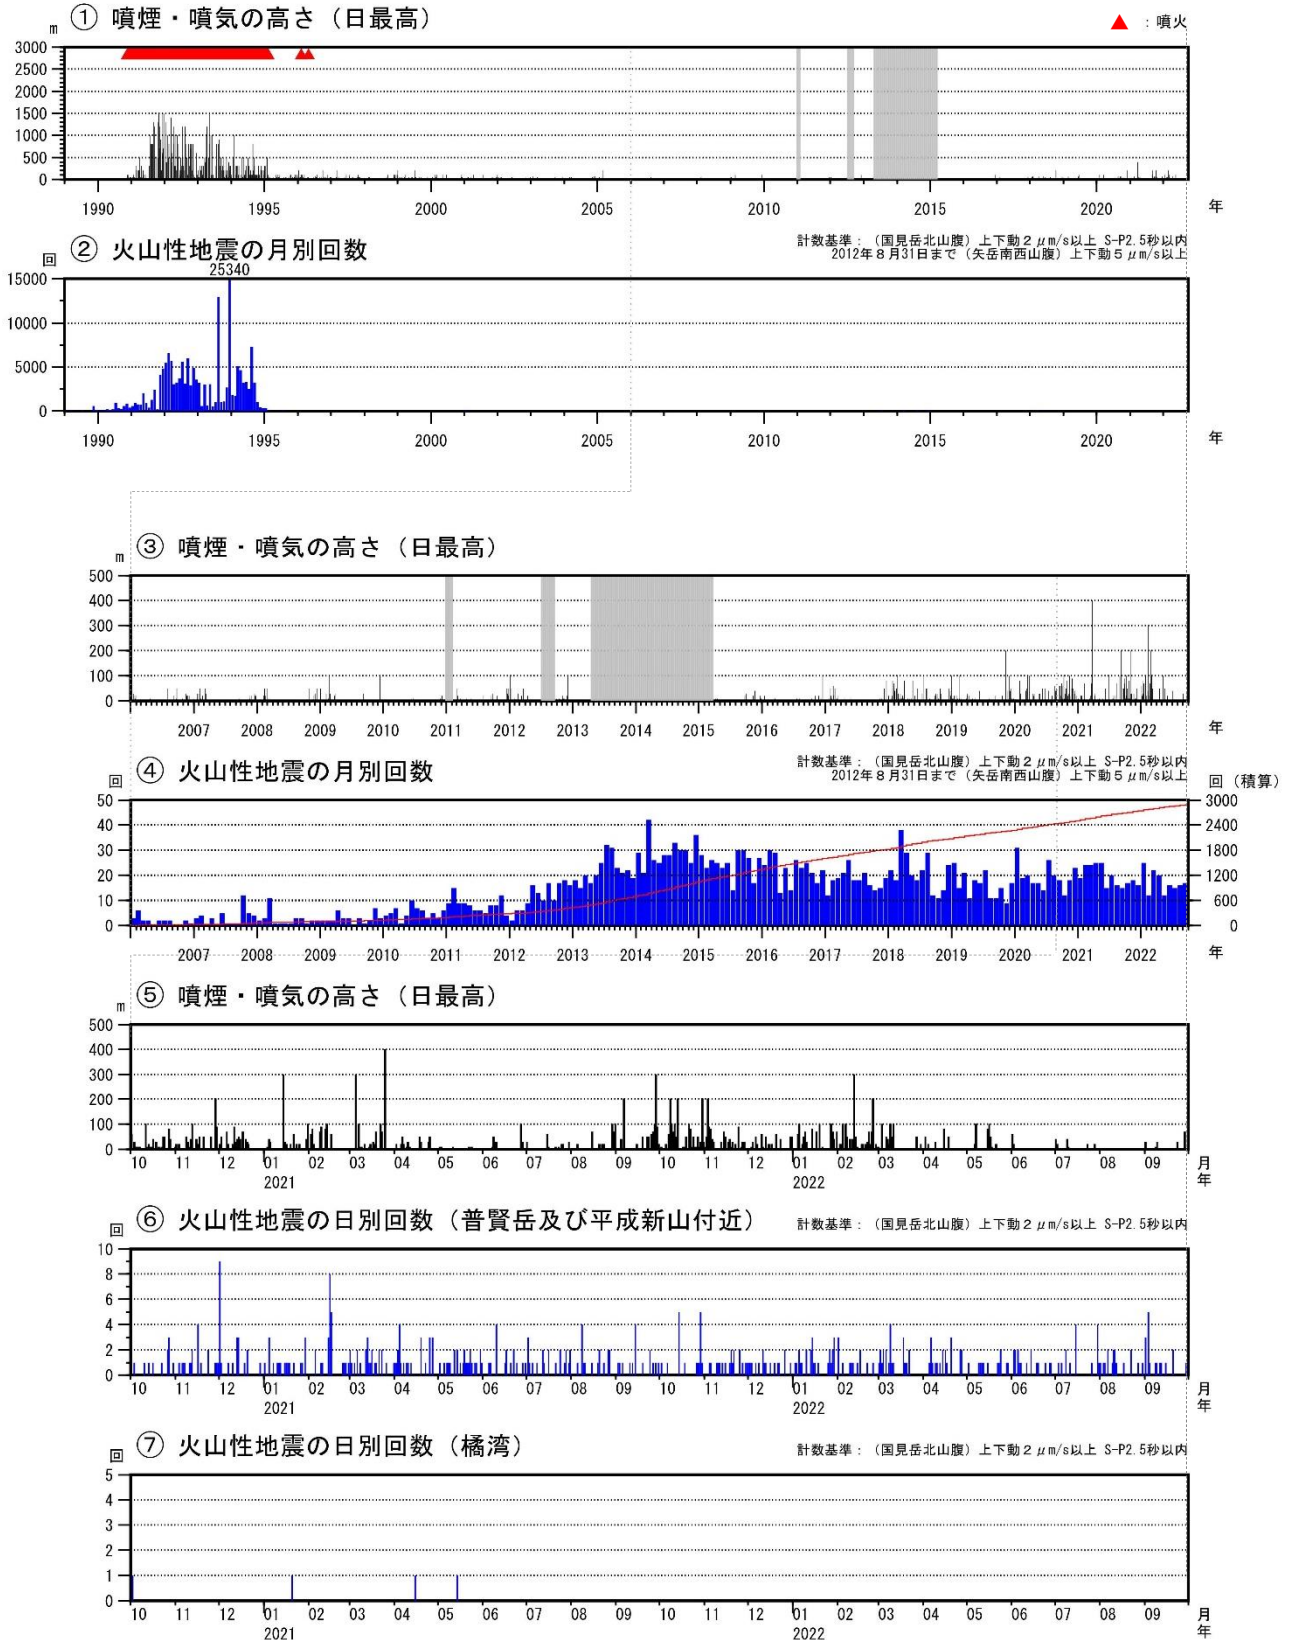 ① 噴煙・噴気の高さ（日最高）
▲ ：噴火
m
3000
2500
2000
1500
1000
500
0
1990 1995 2000 2005 2010 2015 2020 年
② 火山性地震の月別回数
計数基準：（国見岳北山腹）上下動２μm/s以上 S-P2.5秒以内
2012年８月31日まで（矢岳南西山腹）上下動５μm/s以上
回
25340
15000
10000
5000
0
1990 1995 2000 2005 2010 2015 2020 年
③ 噴煙・噴気の高さ（日最高）
m
500
400
300
200
100
0
2007 2008 2009 2010 2011 2012 2013 2014 2015 2016 2017 2018 2019 2020 2021 2022 年
④ 火山性地震の月別回数
計数基準：（国見岳北山腹）上下動２μm/s以上 S-P2.5秒以内
2012年８月31日まで（矢岳南西山腹）上下動５μm/s以上
回 回（積算）
50 3000
40 2400
30 1800
20 1200
10 600
0 0
2007 2008 2009 2010 2011 2012 2013 2014 2015 2016 2017 2018 2019 2020 2021 2022 年
⑤ 噴煙・噴気の高さ（日最高）
m
500
400
300
200
100
0
10 11 12 01 02 03 04 05 06 07 08 09 10 11 12 01 02 03 04 05 06 07 08 09 月
2021 2022 年
⑥ 火山性地震の日別回数（普賢岳及び平成新山付近）
計数基準：（国見岳北山腹）上下動２μm/s以上 S-P2.5秒以内
回
10
8
6
4
2
0
10 11 12 01 02 03 04 05 06 07 08 09 10 11 12 01 02 03 04 05 06 07 08 09 月
2021 2022 年
⑦ 火山性地震の日別回数（橘湾）
計数基準：（国見岳北山腹）上下動２μm/s以上 S-P2.5秒以内
回
5
4
3
2
1
0
10 11 12 01 02 03 04 05 06 07 08 09 10 11 12 01 02 03 04 05 06 07 08 09 月
2021 2022 年